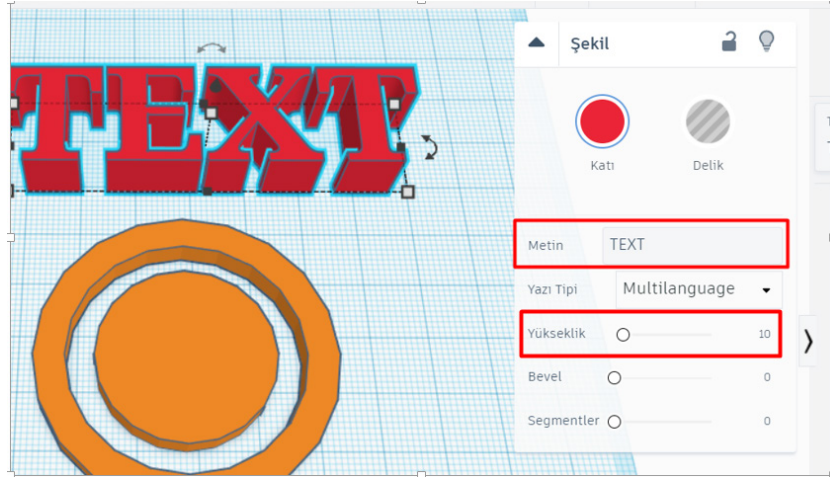 TEXT
Şekil
Katı
Delik
Metin
TEXT
Yazı Tipi
Multilanguage
Yükseklik
10
Bevel
0
Segmentler
0